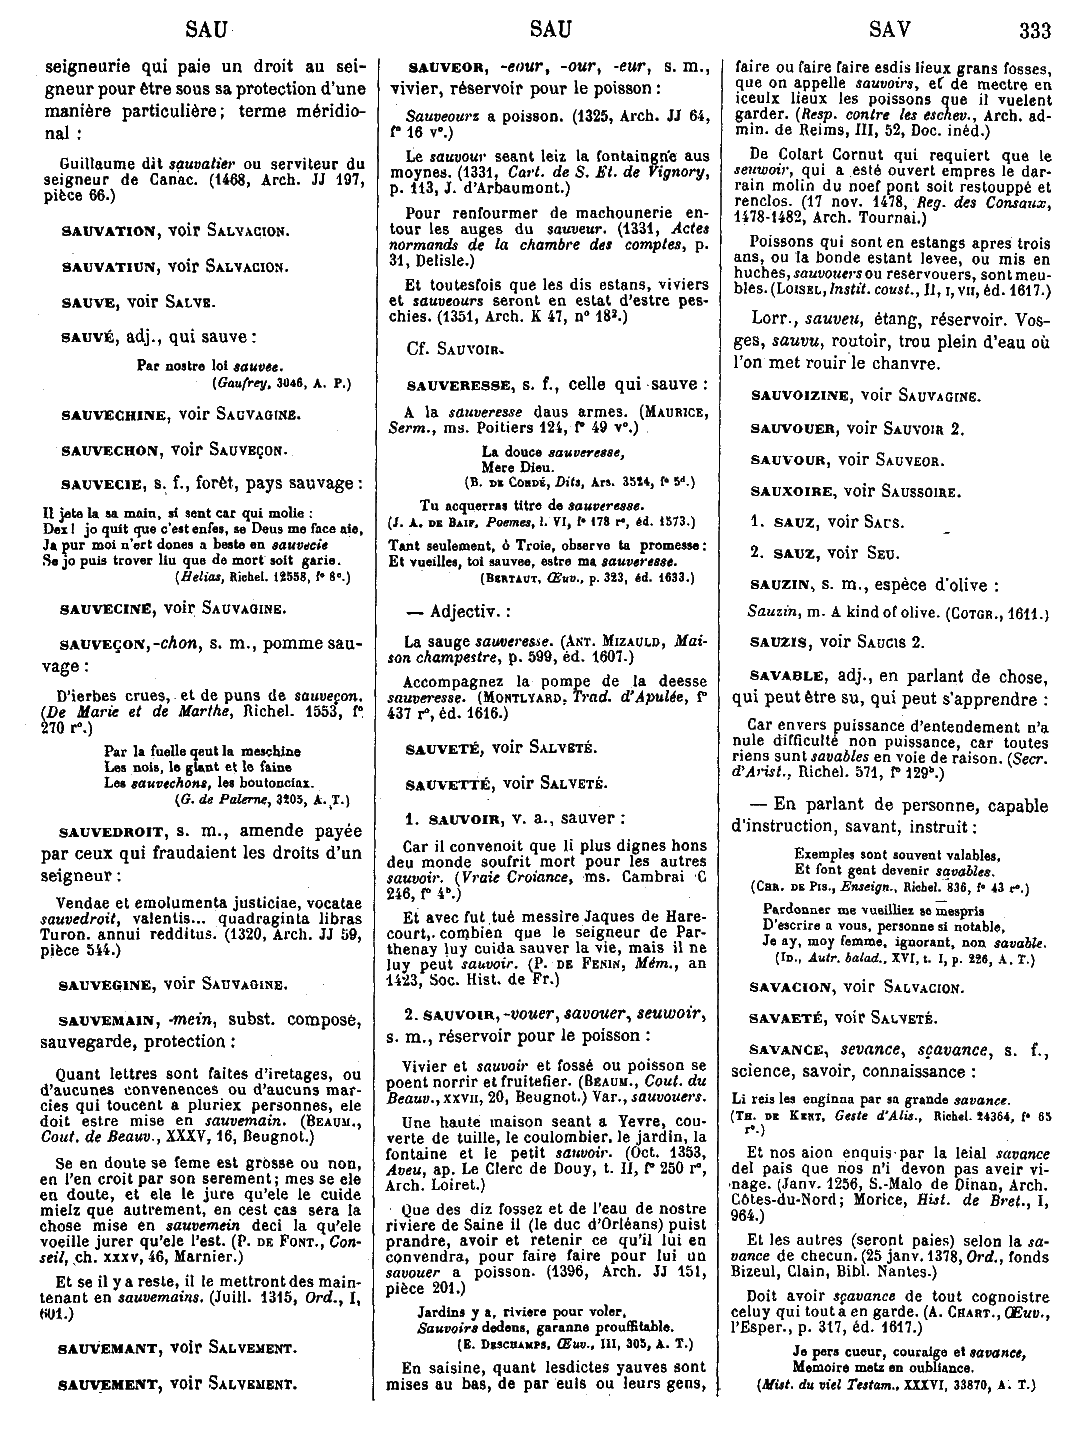 SAU
SAU
SAV
333
seigneurie qui paie un droit au sei-
gneur pour être sous sa protection d'une
manière particulière; terme méridio-
nal :
Guillaume dit sauvatier ou serviteur du
seigneur de Canac. (1468, Arch. JJ 197,
pièce 66.)
SAUVATION, voir SALVACION.
SAUVATIUN, voir SALVACION.
SAUVE, voir SALVE.
SAUVÉ, adj., qui sauve :
Par nostre loi sauvee.
(Gaufrey, 3046, A. P.)
SAUVECHINE, voir SAUVAGINE.
SAUVECHON, voir SAUVEÇON.
SAUVECIE, s. f., forêt, pays sauvage :
Il jete la sa main, si sent car qui molie :
Dex ! jo quit que c'est enfes, se Deus me face aie,
Ja pur moi n'ert dones a beste en sauvecie
Se jo puis trover liu que de mort soit garie.
(Helias, Richel. 12558, f° 8c.)
SAUVECINE, voir SAUVAGINE.
SAUVEÇON, -chon, s. m., pomme sau-
vage :
D'ierbes crues, et de puns de sauveçon.
(De Marie et de Marthe, Richel. 1553, f°
270 r°.)
Par la fuelle qeut la meschine
Les nois, le glant et le faine
Les sauvechons, les boutonciax.
(G. de Palerne, 3205, A. T.)
SAUVEDROIT, s. m., amende payée
par ceux qui fraudaient les droits d'un
seigneur :
Vendae et emolumenta justiciae, vocatae
sauvedroit, valentis... quadraginta libras
Turon. annui redditus. (1320, Arch. JJ 59,
pièce 544.)
SAUVEGINE, voir SAUVAGINE.
SAUVEMAIN, -mein, subst. composé,
sauvegarde, protection :
Quant lettres sont faites d'iretages, ou
d'aucunes convenences ou d'aucuns mar-
cies qui toucent a pluriex personnes, ele
doit estre mise en sauvemain. (BEAUM.,
Cout. de Beauv., XXXV, 16, Beugnot.)
Se en doute se feme est grosse ou non,
en l'en croit par son serement; mes se ele
en doute, et ele le jure qu'ele le cuide
mielz que autrement, en cest cas sera la
chose mise en sauvemein deci la qu'ele
voeille jurer qu'ele l'est. (P. DE FONT., Con-
seil, ch. XXXV, 46, Marnier.)
Et se il y a reste, il le mettront des main-
tenant en sauvemains. (Juill. 1315, Ord., I,
601.)
SAUVEMANT, voir SALVEMENT.
SAUVEMENT, voir SALVEMENT.
SAUVEOR, -eour, -our, -eur, s. m.,
vivier, réservoir pour le poisson :
Sauveourz a poisson. (1325, Arch. JJ 64,
f° 16 v°.)
Le sauvour seant leiz la fontaingne aus
moynes. (1331, Cart. de S. Et. de Vignory,
p. 113, J. d'Arbaumont.)
Pour renfourmer de machounerie en-
tour les auges du sauveur. (1331, Actes
normands de la chambre des comptes, p.
31, Delisle.)
Et toutesfois que les dis estans, viviers
et sauveours seront en estat d'estre pes-
chies. (1351, Arch. K 47, n° 18².)
Cf. SAUVOIR.
SAUVERESSE, s. f., celle qui sauve :
A la sauveresse daus armes. (MAURICE,
Serm., ms. Poitiers 124, f° 49 v°.)
La douce sauveresse,
Mere Dieu.
(B. DE CONDÉ, Dits, Ars. 3524, f° 5d.)
Tu acquerras titre de sauveresse.
(J. A. DE BAIF, Poemes, l. VI, f° 178 r°, éd. 1573.)
Tant seulement, ô Troie, observe ta promesse :
Et vueilles, toi sauvee, estre ma sauveresse.
(BERTAUT, Œuv., p. 323, éd. 1633.)
— Adjectiv. :
La sauge sauveresse. (ANT. MIZAULD, Mai-
son champestre, p. 599, éd. 1607.)
Accompagnez la pompe de la deesse
sauveresse. (MONTLYARD, Trad. d'Apulée, f°
437 r°, éd. 1616.)
SAUVETÉ, voir SALVETÉ.
SAUVETTÉ, voir SALVETÉ.
1. SAUVOIR, v. a., sauver :
Car il convenoit que li plus dignes hons
deu monde soufrit mort pour les autres
sauvoir. (Vraie Croiance, ms. Cambrai C
246, f° 4b.)
Et avec fut tué messire Jaques de Hare-
court, combien que le seigneur de Par-
thenay luy cuida sauver la vie, mais il ne
luy peut sauvoir. (P. DE FENIN, Mém., an
1423, Soc. Hist. de Fr.)
2. SAUVOIR, -vouer, savouer, seuwoir,
s. m., réservoir pour le poisson :
Vivier et sauvoir et fossé ou poisson se
poent norrir et fruitefier. (BEAUM., Cout. du
Beauv., XXVII, 20, Beugnot.) Var., sauvouers.
Une haute maison seant a Yevre, cou-
verte de tuille, le coulombier, le jardin, la
fontaine et le petit sauvoir. (Oct. 1353,
Aveu, ap. Le Clerc de Douy, t. II, f° 250 r°,
Arch. Loiret.)
Que des diz fossez et de l'eau de nostre
riviere de Saine il (le duc d'Orléans) puist
prandre, avoir et retenir ce qu'il lui en
convendra, pour faire faire pour lui un
savouer a poisson. (1396, Arch. JJ 151,
pièce 201.)
Jardins y a, riviere pour voler,
Sauvoirs dedens, garanne prouffitable.
(E. DESCHAMPS, Œuv., III, 305, A. T.)
En saisine, quant lesdictes yauves sont
mises au bas, de par euls ou leurs gens,
faire ou faire faire esdis lieux grans fosses,
que on appelle sauvoirs, et de mectre en
iceulx lieux les poissons que il vuelent
garder. (Resp. contre les eschev., Arch. ad-
min. de Reims, III, 52, Doc. inéd.)
De Colart Cornut qui requiert que le
seuwoir, qui a esté ouvert empres le dar-
rain molin du noef pont soit restouppé et
renclos. (17 nov. 1478, Reg. des Consaux,
1478-1482, Arch. Tournai.)
Poissons qui sont en estangs apres trois
ans, ou la bonde estant levee, ou mis en
huches, sauvouers ou reservouers, sont meu-
bles. (LOISEL, Instit. coust., II, I, VII, éd. 1617.)
Lorr., sauveu, étang, réservoir. Vos-
ges, sauvu, routoir, trou plein d'eau où
l'on met rouir le chanvre.
SAUVOIZINE, voir SAUVAGINE.
SAUVOUER, voir SAUVOIR 2.
SAUVOUR, voir SAUVEOR.
SAUXOIRE, voir SAUSSOIRE.
1. SAUZ, voir SAUS.
2. SAUZ, voir SEU.
SAUZIN, s. m., espèce d'olive :
Sauzin, m. A kind of olive. (COTGR., 1611.)
SAUZIS, voir SAUCIS 2.
SAVABLE, adj., en parlant de chose,
qui peut être su, qui peut s'apprendre :
Car envers puissance d'entendement n'a
nule difficulté non puissance, car toutes
riens sunt savables en voie de raison. (Secr.
d'Arist., Richel. 571, f° 129b.)
— En parlant de personne, capable
d'instruction, savant, instruit :
Exemples sont souvent valables,
Et font gent devenir savables.
(CHR. DE PIS., Enseign., Richel. 836, f° 43 r°.)
Pardonner me vueilliez se mespris
D'escrire a vous, personne si notable,
Je ay, moy femme, ignorant, non savable.
(ID., Autr. balad., XVI, t. I, p. 226, A. T.)
SAVACION, voir SALVACION.
SAVAETÉ, voir SALVETÉ.
SAVANCE, sevance, sçavance, s. f.,
science, savoir, connaissance :
Li reis les enginna par sa grande savance.
(TH. DE KENT, Geste d'Alis., Richel. 24364, f° 65
r°.)
Et nos aion enquis par la leial savance
del pais que nos n'i devon pas aveir vi-
nage. (Janv. 1256, S.-Malo de Dinan, Arch.
Côtes-du-Nord; Morice, Hist. de Bret., I,
964.)
Et les autres (seront paies) selon la sa-
vance de checun. (25 janv. 1378, Ord., fonds
Bizeul, Clain, Bibl. Nantes.)
Doit avoir sçavance de tout cognoistre
celuy qui tout a en garde. (A. CHART., Œuv.,
l'Esper., p. 317, éd. 1617.)
Je pers cueur, couraige et savance,
Memoire metz en oubliance.
(Mist. du viel Testam., XXXVI, 33870, A. T.)